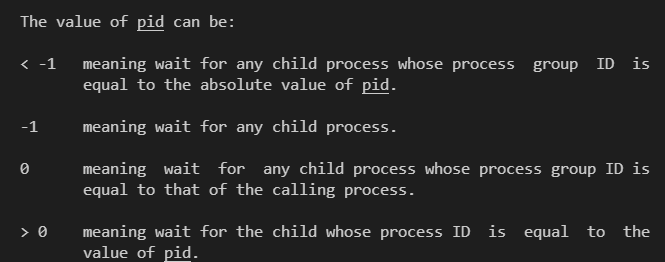 The value of pid can be:
< -1 meaning wait for any child process whose process group ID is
equal to the absolute value of pid.
-1 meaning wait for any child process.
0 meaning wait for any child process whose process group ID is
equal to that of the calling process.
> 0 meaning wait for the child whose process ID is equal to the
value of pid.